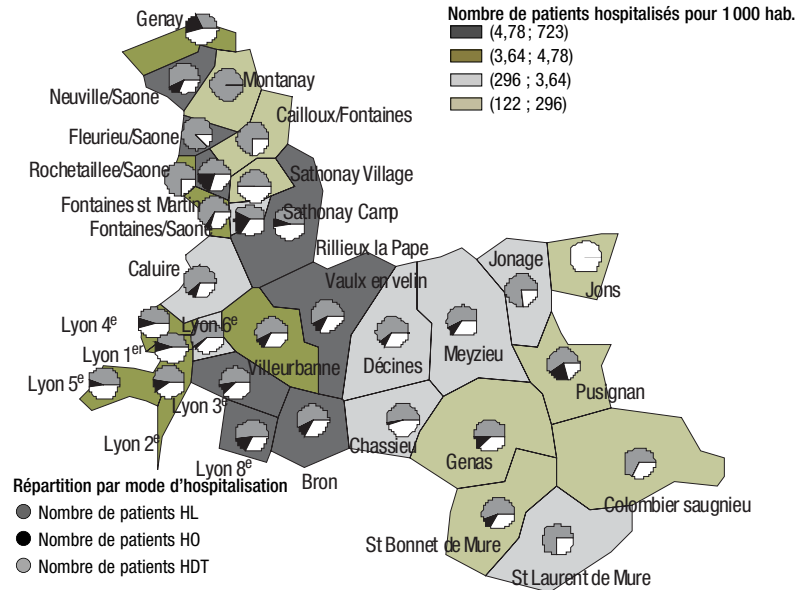 Nombre de patients hospitalisés pour 1 000 hab.
(4,78 ; 723)
(3,64 ; 4,78)
(296 ; 3,64)
(122 ; 296)
Genay
Montanay
Neuville/Saone
Cailloux/Fontaines
Fleurieu/Saone
Rochetaillee/Saone
Sathonay Village
Fontaines st Martin
Sathonay Camp
Fontaines/Saone
Rillieux la Pape
Caluire
Vaulx en velin
Jonage
Jons
Lyon 4e
Lyon 6e
Lyon 1er
Villeurbanne
Décines
Meyzieu
Lyon 5e
Pusignan
Lyon 3e
Lyon 2e
Chassieu
Genas
Lyon 8e
Bron
Colombier saugnieu
St Bonnet de Mure
St Laurent de Mure
Répartition par mode d'hospitalisation
Nombre de patients HL
Nombre de patients HO
Nombre de patients HDT